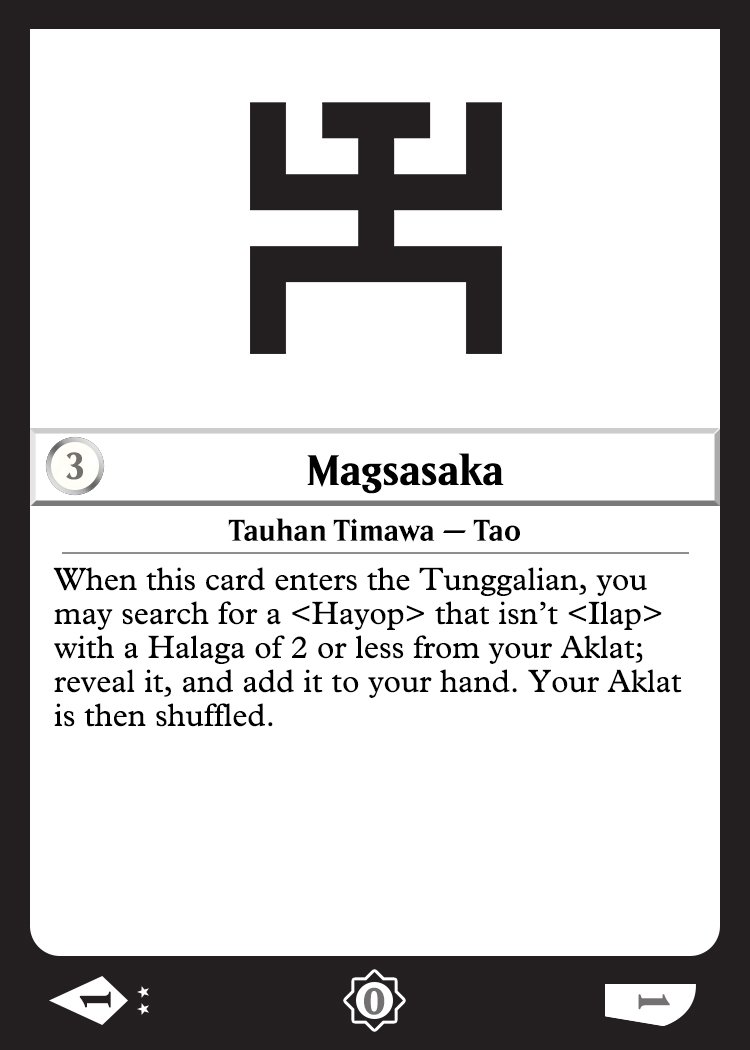 3
Magsasaka
Tauhan Timawa — Tao
When this card enters the Tunggalian, you
may search for a <Hayop> that isn't <Ilap>
with a Halaga of 2 or less from your Aklat;
reveal it, and add it to your hand. Your Aklat
is then shuffled.
1
0
1